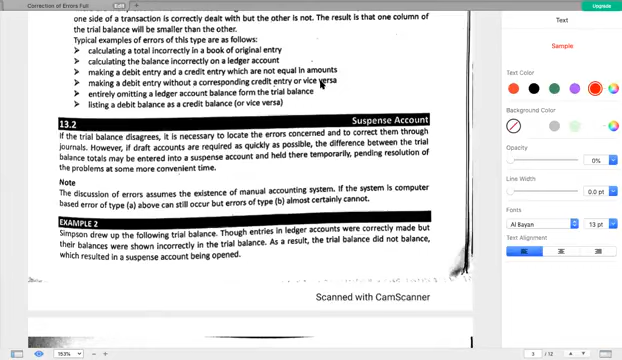 Correction of Errors Full
Edit
Upgrade
one side of a transaction is correctly dealt with but the other is not. The result is that one column of
the trial balance will be smaller than the other.
Typical examples of errors of this type are as follows:
➤ calculating a total incorrectly in a book of original entry
➤ calculating the balance incorrectly on a ledger account
➤ making a debit entry and a credit entry which are not equal in amounts
➤ making a debit entry without a corresponding credit entry or vice versa
➤ entirely omitting a ledger account balance form the trial balance
➤ listing a debit balance as a credit balance (or vice versa)
13.2 Suspense Account
If the trial balance disagrees, it is necessary to locate the errors concerned and to correct them through
journals. However, if draft accounts are required as quickly as possible, the difference between the trial
balance totals may be entered into a suspense account and held there temporarily, pending resolution of
the problems at some more convenient time.
Note
The discussion of errors assumes the existence of manual accounting system. If the system is computer
based error of type (a) above can still occur but errors of type (b) almost certainly cannot.
EXAMPLE 2
Simpson drew up the following trial balance. Though entries in ledger accounts were correctly made but
their balances were shown incorrectly in the trial balance. As a result, the trial balance did not balance,
which resulted in a suspense account being opened.
Scanned with CamScanner
Text
Sample
Text Color
Background Color
Opacity
0%
Line Width
0.0 pt
Fonts
Al Bayan
13 pt
Text Alignment
153%
3 / 12